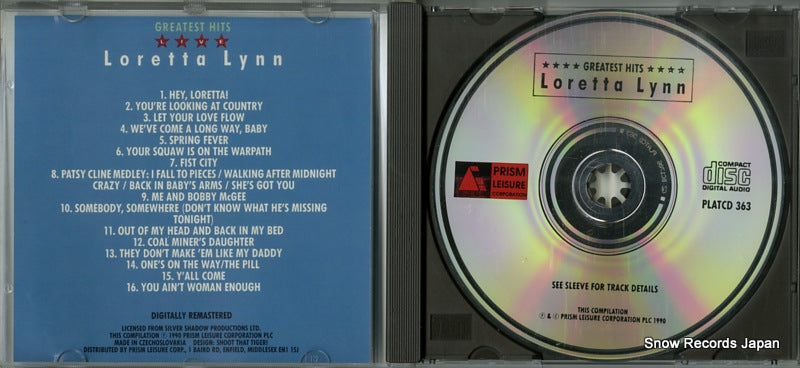 GREATEST HITS
LIVE
Loretta Lynn
1. HEY, LORETTA!
2. YOU'RE LOOKING AT COUNTRY
3. LET YOUR LOVE FLOW
4. WE'VE COME A LONG WAY, BABY
5. SPRING FEVER
6. YOUR SQUAW IS ON THE WARPATH
7. FIST CITY
8. PATSY CLINE MEDLEY: I FALL TO PIECES / WALKING AFTER MIDNIGHT
CRAZY / BACK IN BABY'S ARMS / SHE'S GOT YOU
9. ME AND BOBBY McGEE
10. SOMEBODY, SOMEWHERE (DON'T KNOW WHAT HE'S MISSING
TONIGHT)
11. OUT OF MY HEAD AND BACK IN MY BED
12. COAL MINER'S DAUGHTER
13. THEY DON'T MAKE 'EM LIKE MY DADDY
14. ONE'S ON THE WAY/THE PILL
15. Y'ALL COME
16. YOU AIN'T WOMAN ENOUGH
DIGITALLY REMASTERED
LICENSED FROM SILVER SHADOW PRODUCTIONS LTD.
THIS COMPILATION ℗ 1990 PRISM LEISURE CORPORATION PLC
MADE IN CZECHOSLOVAKIA DESIGN: SHOOT THAT TIGER!
DISTRIBUTED BY PRISM LEISURE CORP., 1 BAIRD RD, ENFIELD, MIDDLESEX EN1 1SJ
★★★★ GREATEST HITS ★★★★
Loretta Lynn
PRISM
LEISURE
CORPORATION
COMPACT
disc
DIGITAL AUDIO
PLATCD 363
SEE SLEEVE FOR TRACK DETAILS
THIS COMPILATION
℗ & © PRISM LEISURE CORPORATION PLC 1990
Snow Records Japan